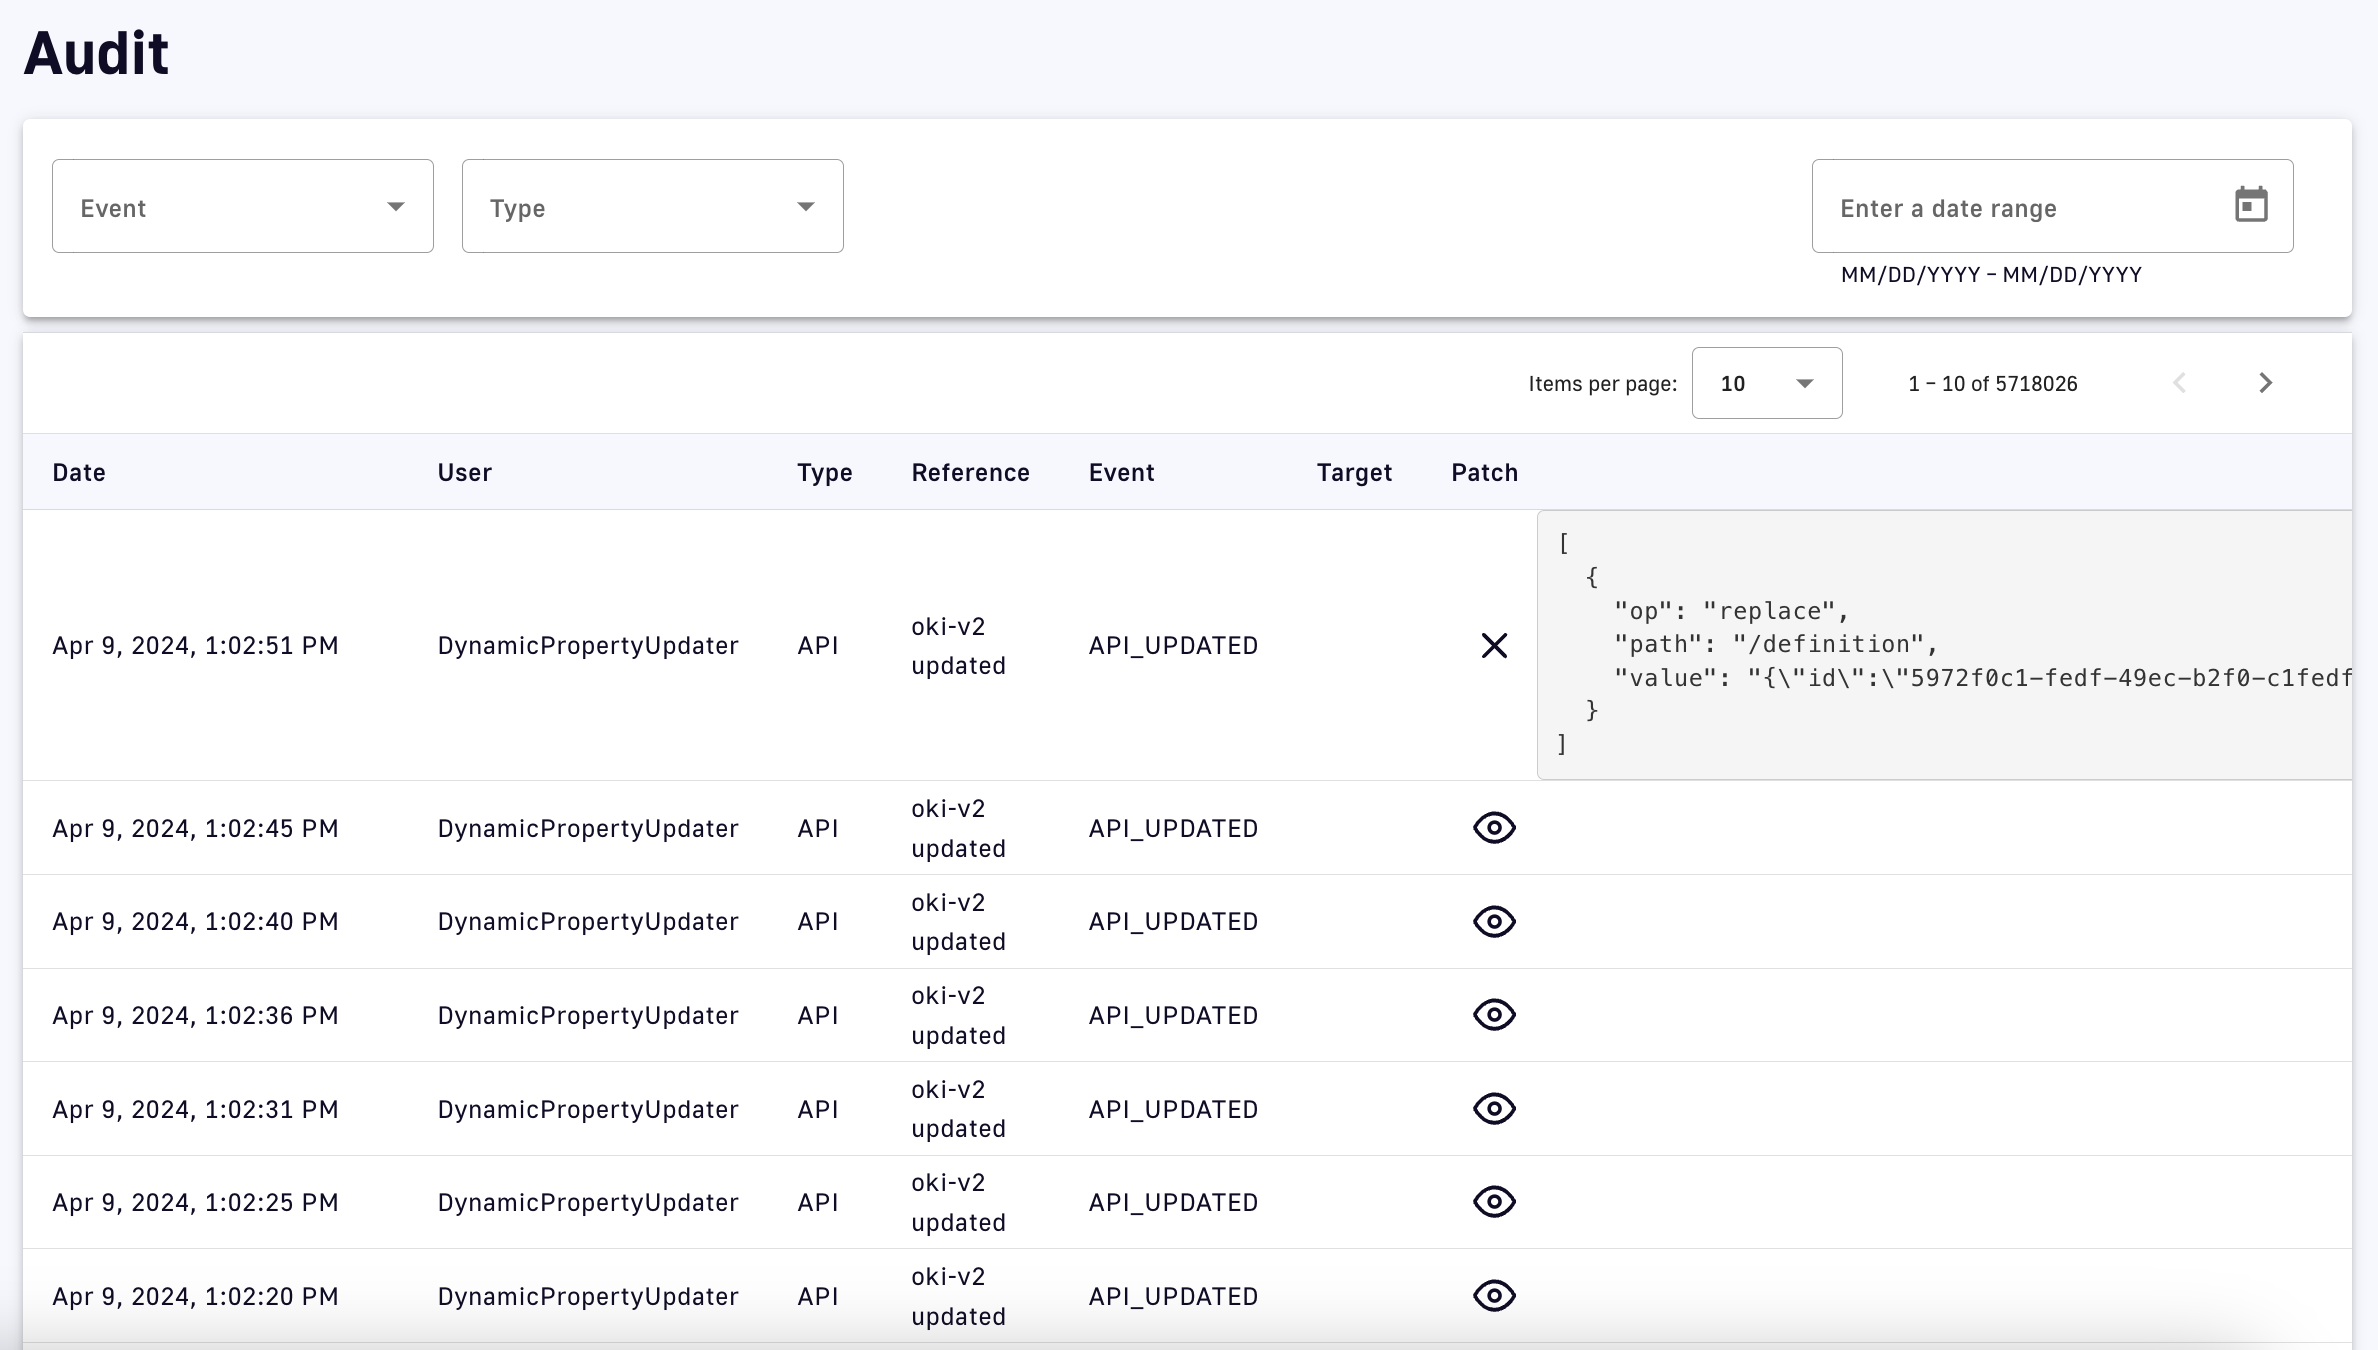 Audit
Event
Type
Enter a date range
MM/DD/YYYY – MM/DD/YYYY
Items per page: 10 1 – 10 of 5718026
Date User Type Reference Event Target Patch
Apr 9, 2024, 1:02:51 PM DynamicPropertyUpdater API oki-v2 updated API_UPDATED
[
{
"op": "replace",
"path": "/definition",
"value": "{\"id\":\"5972f0c1-fedf-49ec-b2f0-c1fedf
}
]
Apr 9, 2024, 1:02:45 PM DynamicPropertyUpdater API oki-v2 updated API_UPDATED
Apr 9, 2024, 1:02:40 PM DynamicPropertyUpdater API oki-v2 updated API_UPDATED
Apr 9, 2024, 1:02:36 PM DynamicPropertyUpdater API oki-v2 updated API_UPDATED
Apr 9, 2024, 1:02:31 PM DynamicPropertyUpdater API oki-v2 updated API_UPDATED
Apr 9, 2024, 1:02:25 PM DynamicPropertyUpdater API oki-v2 updated API_UPDATED
Apr 9, 2024, 1:02:20 PM DynamicPropertyUpdater API oki-v2 updated API_UPDATED